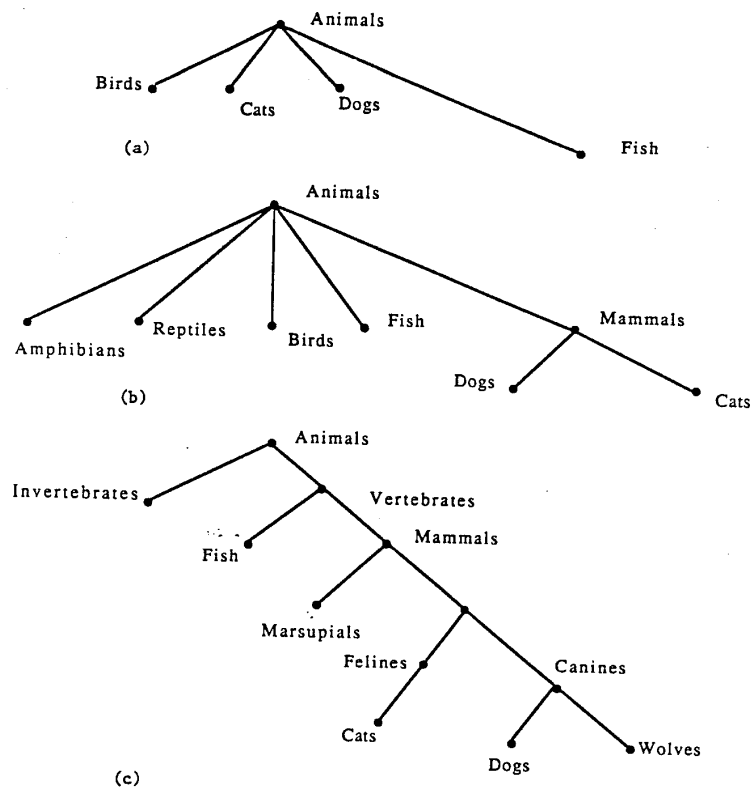 Animals
Birds
Cats
Dogs
(a)
Fish
Animals
Amphibians
Reptiles
Birds
Fish
Mammals
Dogs
Cats
(b)
Animals
Invertebrates
Vertebrates
Fish
Mammals
Marsupials
Felines
Canines
Cats
Dogs
Wolves
(c)